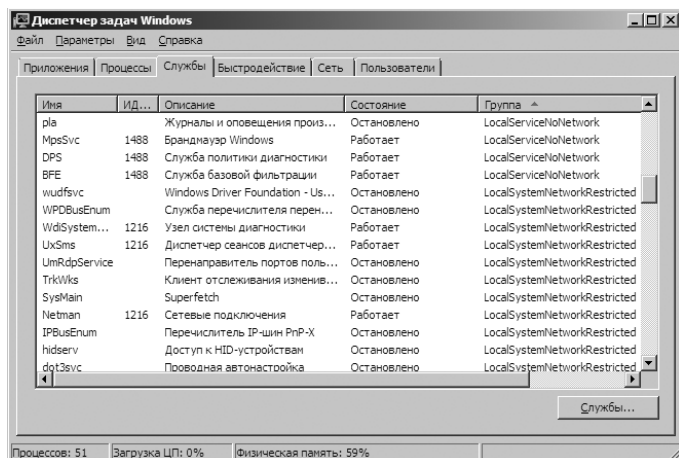 Диспетчер задач Windows
Файл Параметры Вид Справка
Приложения Процессы Службы Быстродействие Сеть Пользователи
Имя ИД... Описание Состояние Группа
pla Журналы и оповещения произ... Остановлено LocalServiceNoNetwork
MpsSvc 1488 Брандмауэр Windows Работает LocalServiceNoNetwork
DPS 1488 Служба политики диагностики Работает LocalServiceNoNetwork
BFE 1488 Служба базовой фильтрации Работает LocalServiceNoNetwork
wudfsvc Windows Driver Foundation - Us... Остановлено LocalSystemNetworkRestricted
WPDBusEnum Служба перечислителя перен... Остановлено LocalSystemNetworkRestricted
WdiSystem... 1216 Узел системы диагностики Работает LocalSystemNetworkRestricted
UxSms 1216 Диспетчер сеансов диспетчер... Работает LocalSystemNetworkRestricted
UmRdpService Перенаправитель портов поль... Остановлено LocalSystemNetworkRestricted
TrkWks Клиент отслеживания изменив... Остановлено LocalSystemNetworkRestricted
SysMain Superfetch Остановлено LocalSystemNetworkRestricted
Netman 1216 Сетевые подключения Работает LocalSystemNetworkRestricted
IPBusEnum Перечислитель IP-шин PnP-X Остановлено LocalSystemNetworkRestricted
hidserv Доступ к HID-устройствам Остановлено LocalSystemNetworkRestricted
dot3svc Проводная автонастройка Остановлено LocalSystemNetworkRestricted
Службы...
Процессов: 51 Загрузка ЦП: 0% Физическая память: 59%